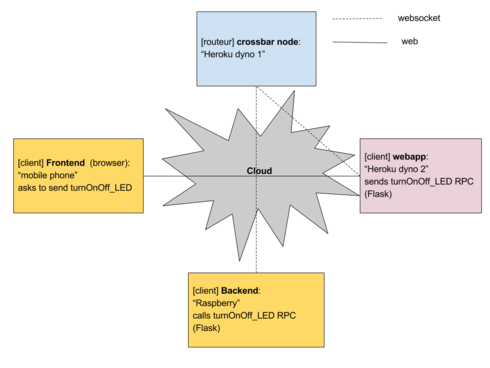 [routeur] crossbar node:
“Heroku dyno 1”
websocket
web
[client] Frontend (browser):
“mobile phone”
asks to send turnOnOff_LED
Cloud
[client] webapp:
“Heroku dyno 2”
sends turnOnOff_LED RPC
(Flask)
[client] Backend:
“Raspberry”
calls turnOnOff_LED RPC
(Flask)